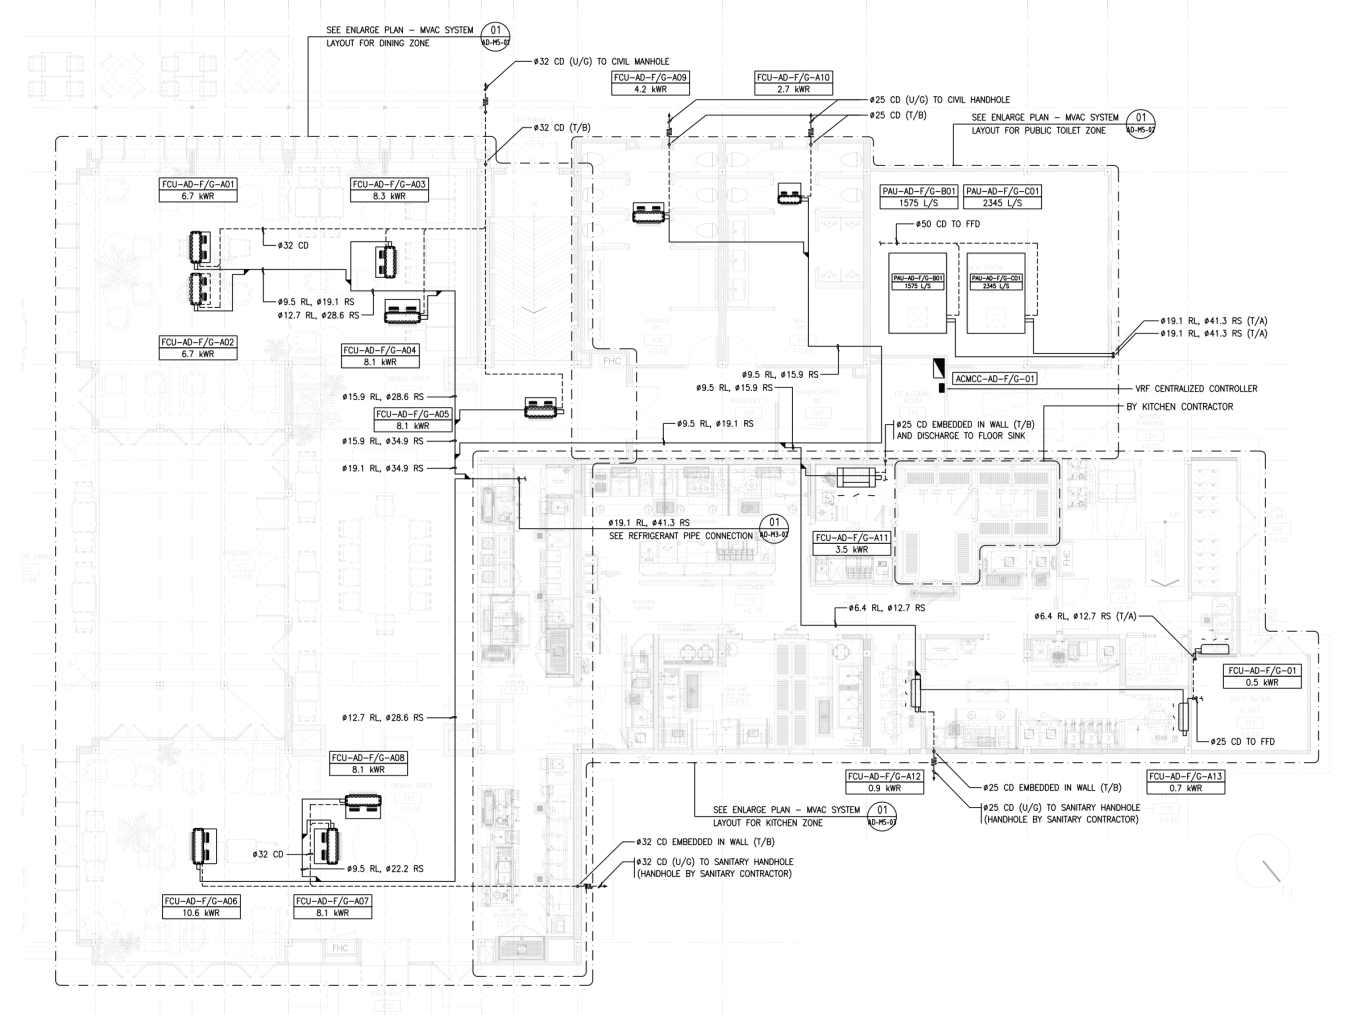 SEE ENLARGE PLAN – MVAC SYSTEM
LAYOUT FOR DINING ZONE
01
AD-M5-01
ø32 CD (U/G) TO CIVIL MANHOLE
FCU-AD-F/G-A09
4.2 kWR
FCU-AD-F/G-A10
2.7 kWR
ø25 CD (U/G) TO CIVIL HANDHOLE
ø25 CD (T/B)
SEE ENLARGE PLAN – MVAC SYSTEM
LAYOUT FOR PUBLIC TOILET ZONE
01
AD-M5-02
ø32 CD (T/B)
FCU-AD-F/G-A01
6.7 kWR
FCU-AD-F/G-A03
8.3 kWR
PAU-AD-F/G-B01
1575 L/S
PAU-AD-F/G-C01
2345 L/S
ø50 CD TO FFD
ø32 CD
PAU-AD-F/G-B01
1575 L/S
PAU-AD-F/G-C01
2345 L/S
ø9.5 RL, ø19.1 RS
ø12.7 RL, ø28.6 RS
ø19.1 RL, ø41.3 RS (T/A)
ø19.1 RL, ø41.3 RS (T/A)
FCU-AD-F/G-A02
6.7 kWR
FCU-AD-F/G-A04
8.1 kWR
FHC
ø9.5 RL, ø15.9 RS
ø9.5 RL, ø15.9 RS
ACMCC-AD-F/G-01
VRF CENTRALIZED CONTROLLER
ø15.9 RL, ø28.6 RS
FCU-AD-F/G-A05
8.1 kWR
BY KITCHEN CONTRACTOR
ø9.5 RL, ø19.1 RS
ø25 CD EMBEDDED IN WALL (T/B)
AND DISCHARGE TO FLOOR SINK
ø15.9 RL, ø34.9 RS
ø19.1 RL, ø34.9 RS
ø19.1 RL, ø41.3 RS
SEE REFRIGERANT PIPE CONNECTION
01
AD-M3-02
FCU-AD-F/G-A11
3.5 kWR
FHC
ø6.4 RL, ø12.7 RS
ø6.4 RL, ø12.7 RS (T/A)
FCU-AD-F/G-01
0.5 kWR
ø12.7 RL, ø28.6 RS
ø25 CD TO FFD
FCU-AD-F/G-A08
8.1 kWR
FCU-AD-F/G-A12
0.9 kWR
ø25 CD EMBEDDED IN WALL (T/B)
FCU-AD-F/G-A13
0.7 kWR
SEE ENLARGE PLAN – MVAC SYSTEM
LAYOUT FOR KITCHEN ZONE
01
AD-M5-03
ø25 CD (U/G) TO SANITARY HANDHOLE
(HANDHOLE BY SANITARY CONTRACTOR)
ø32 CD
ø32 CD EMBEDDED IN WALL (T/B)
ø9.5 RL, ø22.2 RS
ø32 CD (U/G) TO SANITARY HANDHOLE
(HANDHOLE BY SANITARY CONTRACTOR)
FCU-AD-F/G-A06
10.6 kWR
FCU-AD-F/G-A07
8.1 kWR
FHC
N